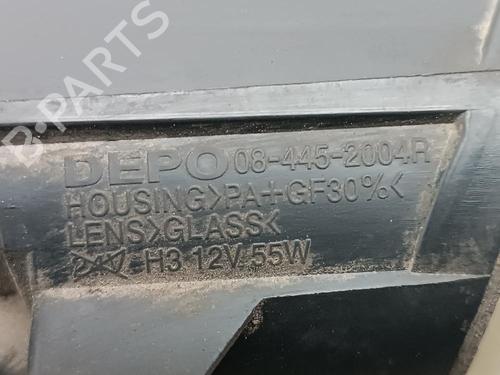 B-PARTS
DEPO 08-445-2004R
HOUSING>PA+GF30%<
LENS>GLASS<
H3 12V 55W